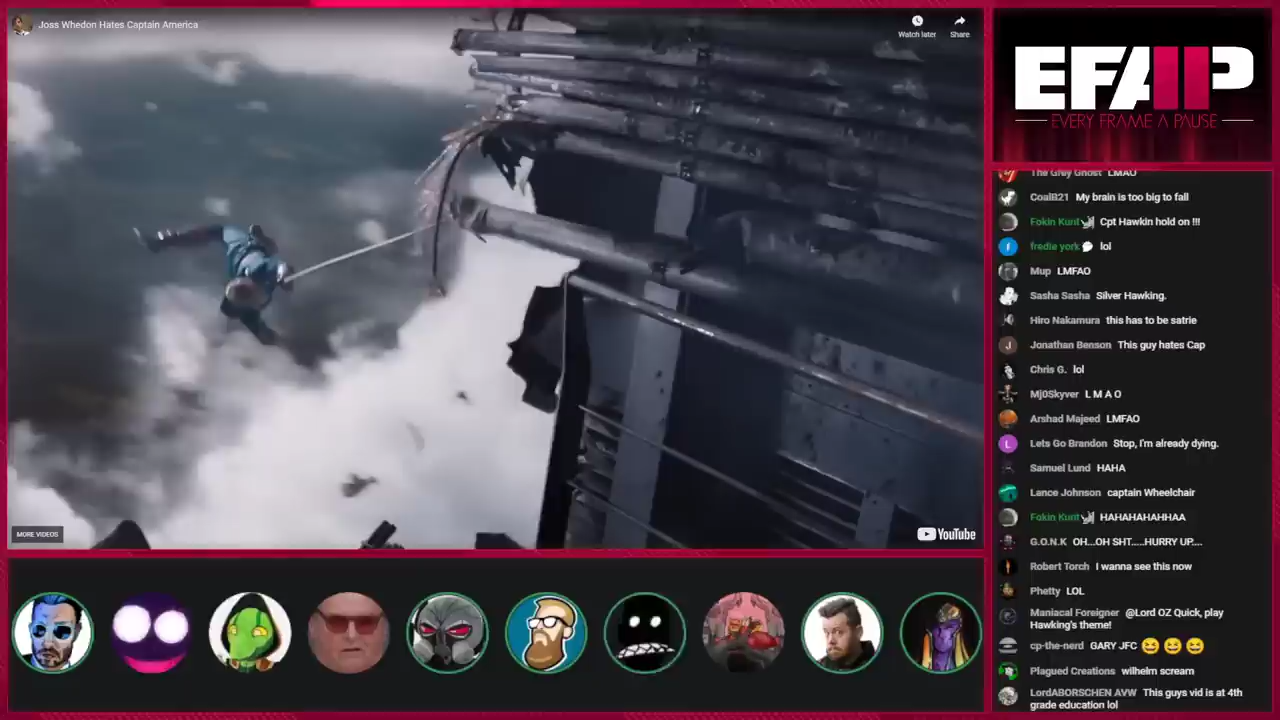 Joss Whedon Hates Captain America
Watch later
Share
MORE VIDEOS
YouTube
EFAP
EVERY FRAME A PAUSE
The Grey Ghost LMAO
CoalB21 My brain is too big to fall
Fokin Kunt Cpt Hawkin hold on !!!
fredie york lol
Mup LMFAO
Sasha Sasha Silver Hawking.
Hiro Nakamura this has to be satrie
Jonathan Benson This guy hates Cap
Chris G. lol
Mj0Skyver L M A O
Arshad Majeed LMFAO
Lets Go Brandon Stop, I'm already dying.
Samuel Lund HAHA
Lance Johnson captain Wheelchair
Fokin Kunt HAHAHAHAHHAA
G.O.N.K OH...OH SHT.....HURRY UP....
Robert Torch I wanna see this now
Phetty LOL
Maniacal Foreigner @Lord OZ Quick, play
Hawking's theme!
cp-the-nerd GARY JFC
Plagued Creations wilhelm scream
LordABORSCHEN AVW This guys vid is at 4th
grade education lol